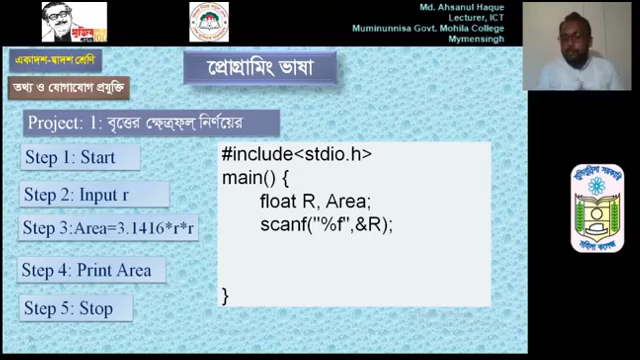 Md. Ahsanul Haque
Lecturer, ICT
Muminunnisa Govt. Mohila College
Mymensingh
একাদশ-দ্বাদশ শ্রেণি
প্রোগ্রামিং ভাষা
তথ্য ও যোগাযোগ প্রযুক্তি
Project: 1: বৃত্তের ক্ষেত্রফল নির্ণয়ের
Step 1: Start
Step 2: Input r
Step 3:Area=3.1416*r*r
Step 4: Print Area
Step 5: Stop
#include<stdio.h>
main() {
float R, Area;
scanf("%f",&R);
}